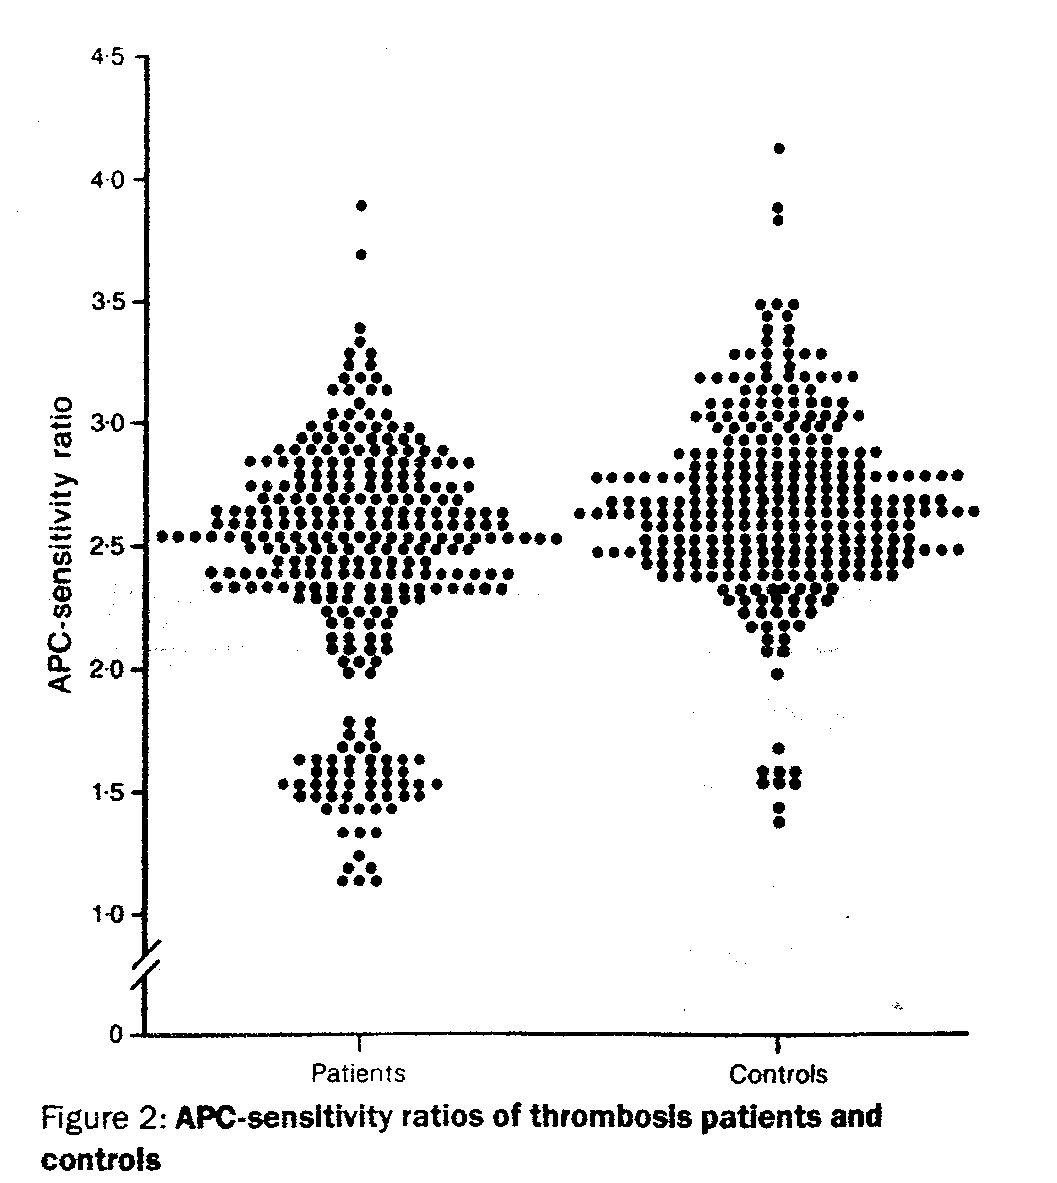 4·5
4·0
3·5
3·0
2·5
2·0
1·5
1·0
0
APC-sensitivity ratio
Patients
Controls
Figure 2: APC-sensitivity ratios of thrombosis patients and
controls